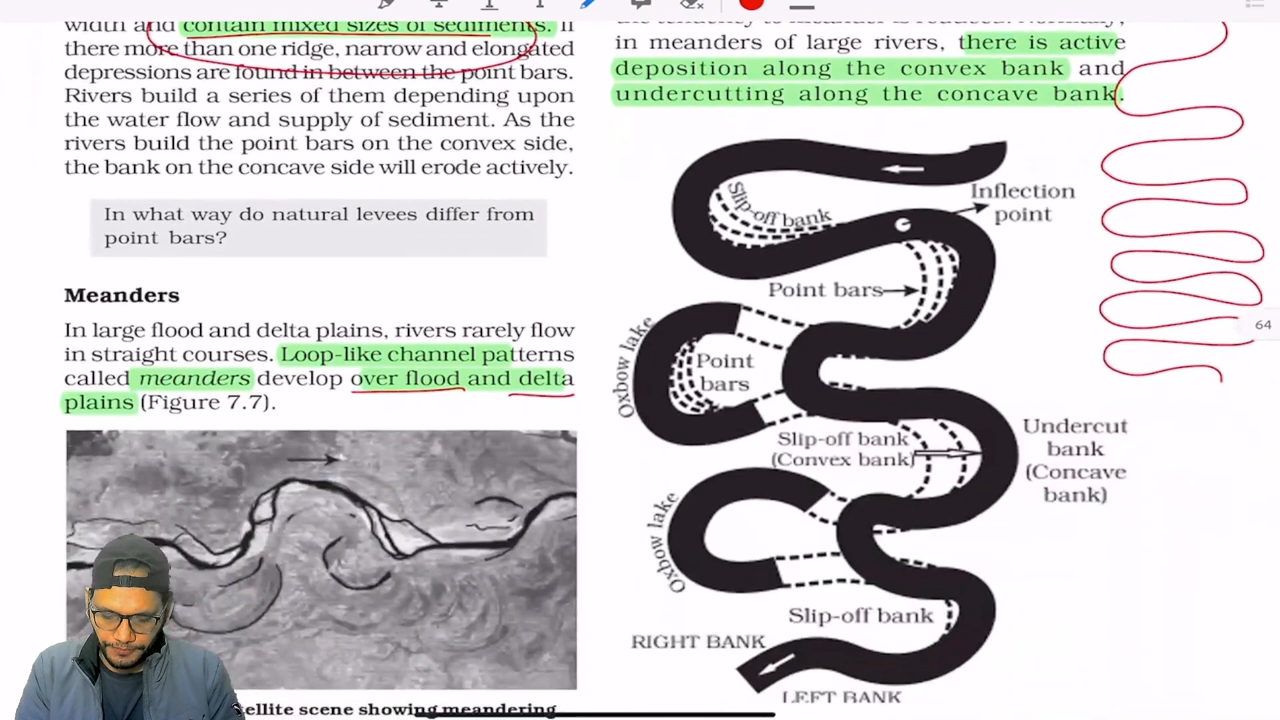 width and contain mixed sizes of sediments. If
there more than one ridge, narrow and elongated
depressions are found in between the point bars.
Rivers build a series of them depending upon
the water flow and supply of sediment. As the
rivers build the point bars on the convex side,
the bank on the concave side will erode actively.
In what way do natural levees differ from
point bars?
Meanders
In large flood and delta plains, rivers rarely flow
in straight courses. Loop-like channel patterns
called meanders develop over flood and delta
plains (Figure 7.7).
ellite scene showing meandering
the tendency to meander is reduced. Normally,
in meanders of large rivers, there is active
deposition along the convex bank and
undercutting along the concave bank.
Slip-off bank
Inflection
point
Point bars
Oxbow lake
Point
bars
Slip-off bank
(Convex bank)
Undercut
bank
(Concave
bank)
Oxbow lake
Slip-off bank
RIGHT BANK
LEFT BANK
64